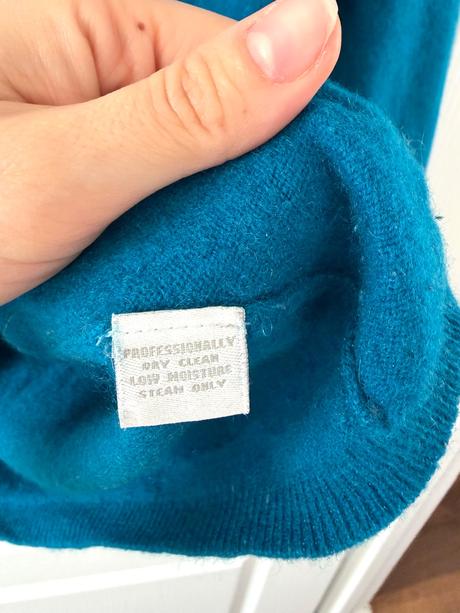 PROFESSIONALLY
DRY CLEAN
LOW MOISTURE
STEAM ONLY